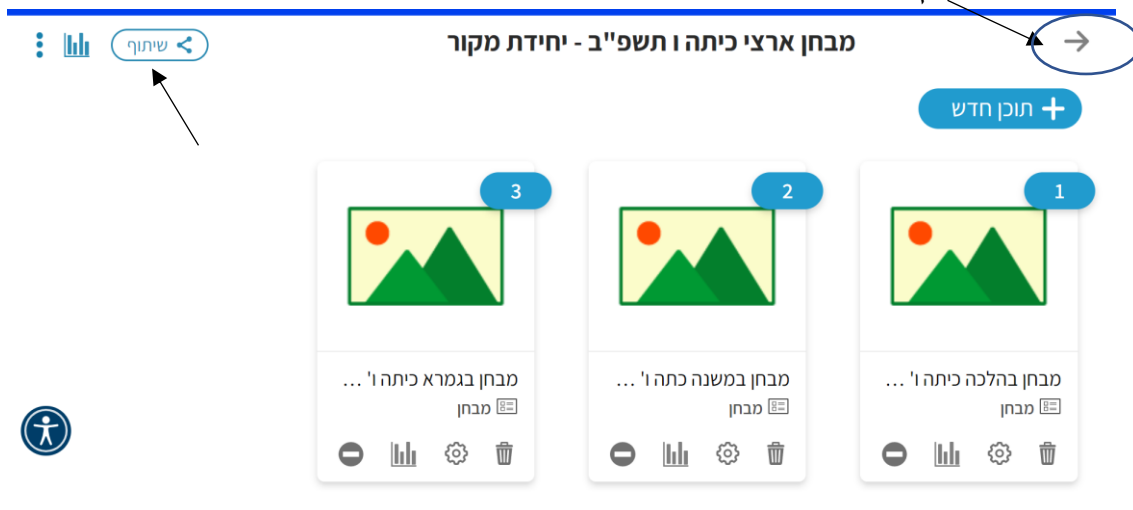 מבחן ארצי כיתה ו תשפ"ב - יחידת מקור
שיתוף
תוכן חדש
1
2
3
מבחן בהלכה כיתה ו' ...
מבחן
מבחן במשנה כתה ו' ...
מבחן
מבחן בגמרא כיתה ו' ...
מבחן